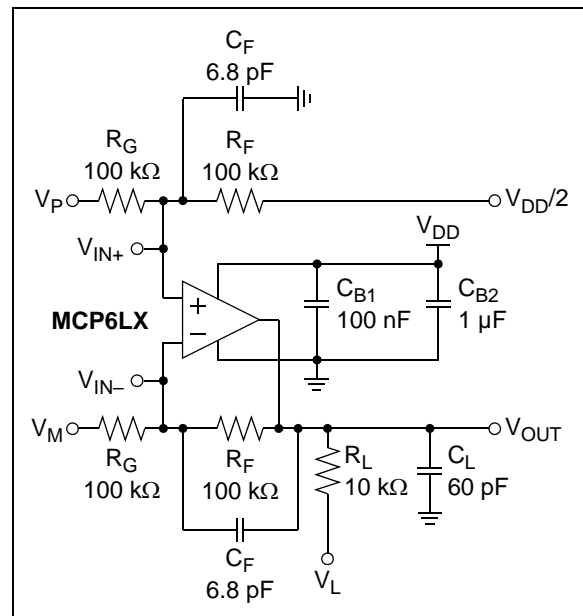 C_F
6.8 pF
R_G
100 kΩ
R_F
100 kΩ
V_P
V_DD/2
V_DD
V_IN+
C_B1
100 nF
C_B2
1 µF
MCP6LX
+
−
V_IN–
V_M
V_OUT
R_G
100 kΩ
R_F
100 kΩ
R_L
10 kΩ
C_L
60 pF
C_F
6.8 pF
V_L